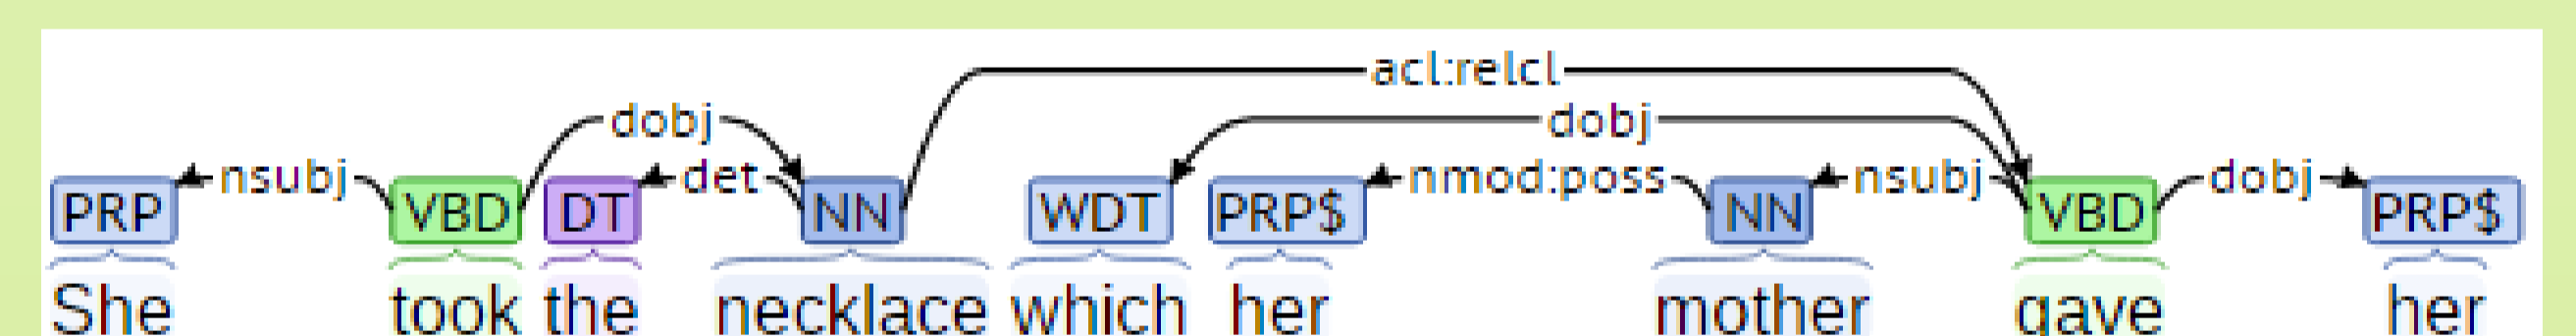 acl:relcl
dobj dobj
nsubj det nmod:poss nsubj dobj
PRP VBD DT NN WDT PRP$ NN VBD PRP$
She took the necklace which her mother gave her